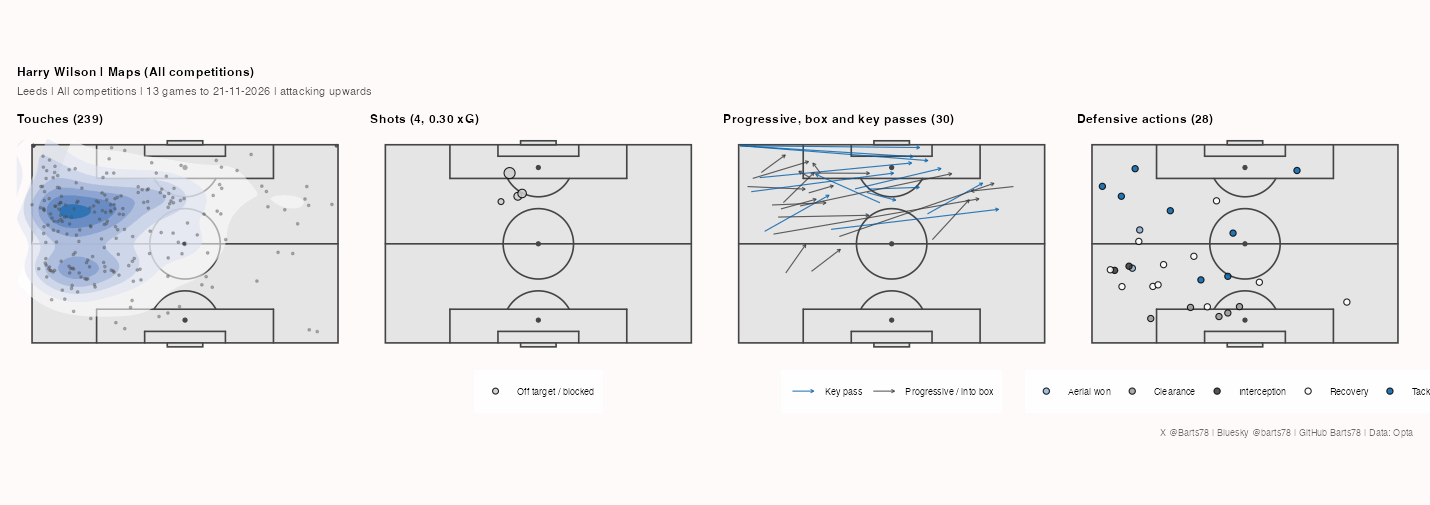 Harry Wilson | Maps (All competitions)
Leeds | All competitions | 13 games to 21-11-2026 | attacking upwards
Touches (239)
Shots (4, 0.30 xG)
Progressive, box and key passes (30)
Defensive actions (28)
Off target / blocked
Key pass
Progressive / into box
Aerial won
Clearance
Interception
Recovery
Tack
X @Barts78 | Bluesky @barts78 | GitHub Barts78 | Data: Opta